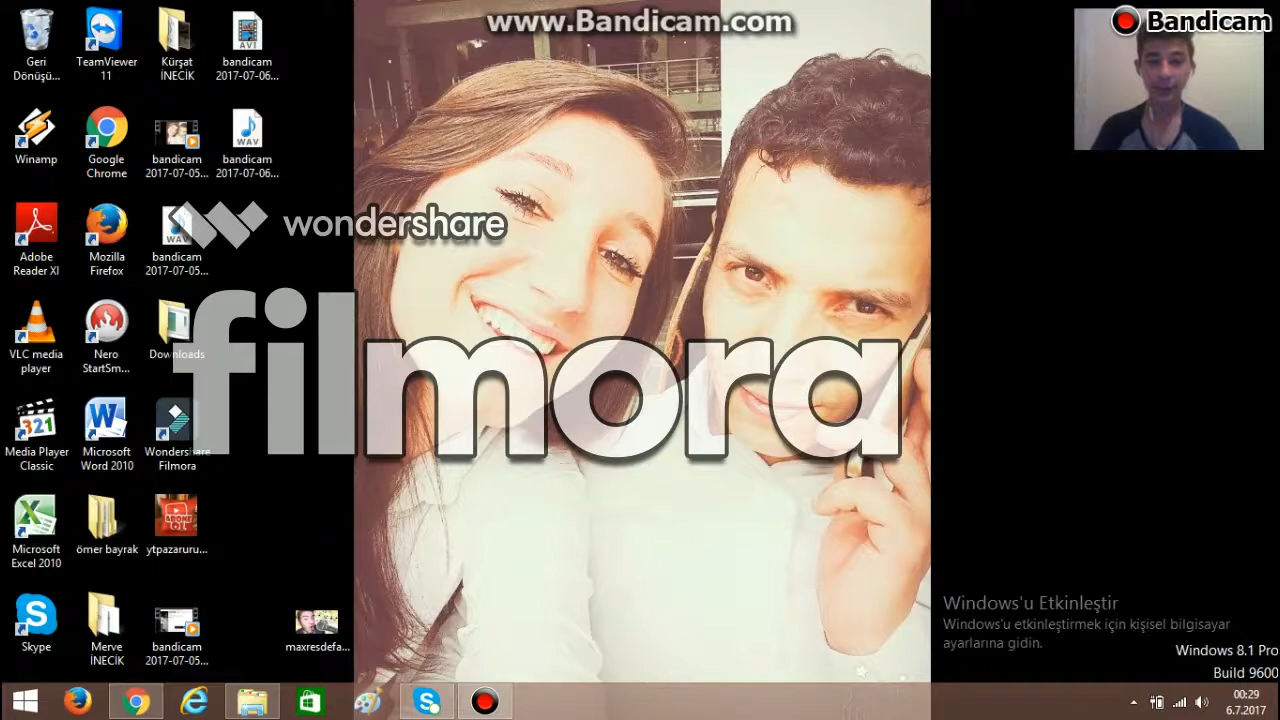 www.Bandicam.com
Bandicam
Geri
Dönüşü...
TeamViewer
11
Kürşat
İNECİK
bandicam
2017-07-06...
Winamp
Google
Chrome
bandicam
2017-07-05...
bandicam
2017-07-06...
Adobe
Reader XI
Mozilla
Firefox
bandicam
2017-07-05...
wondershare
filmora
VLC media
player
Nero
StartSm...
Downloads
Media Player
Classic
Microsoft
Word 2010
Wondershare
Filmora
Microsoft
Excel 2010
ömer bayrak
ABONE
OL
ytpazaruru...
Skype
Merve
İNECİK
bandicam
2017-07-05...
maxresdefa...
Windows'u Etkinleştir
Windows'u etkinleştirmek için kişisel bilgisayar
ayarlarına gidin.
Windows 8.1 Pro
Build 9600
00:29
6.7.2017